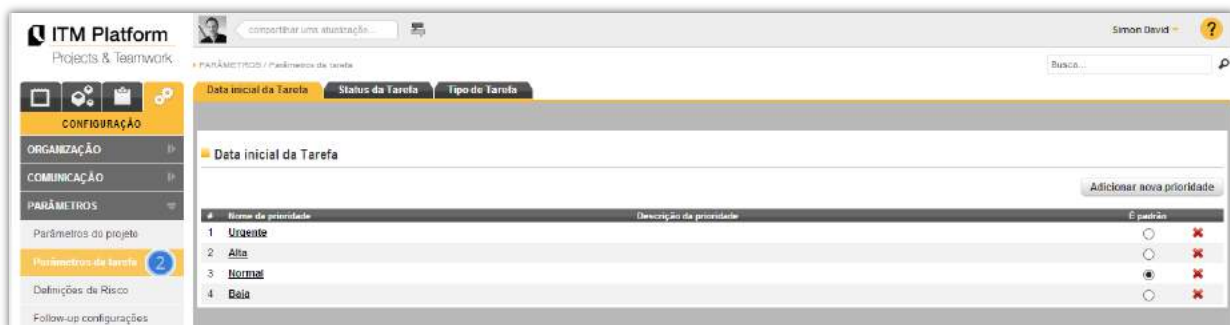 ITM Platform
Projects & Teamwork
compartilhar uma atualização...
Simon David
?
PARÂMETROS / Parâmetros da tarefa
Busca...
Data inicial da Tarefa
Status da Tarefa
Tipo de Tarefa
CONFIGURAÇÃO
ORGANIZAÇÃO
COMUNICAÇÃO
PARÂMETROS
Parâmetros do projeto
Parâmetros da tarefa
2
Definições de Risco
Follow-up configurações
Data inicial da Tarefa
Adicionar nova prioridade
# Nome da prioridade Descrição da prioridade É padrão
1 Urgente
2 Alta
3 Normal
4 Baja